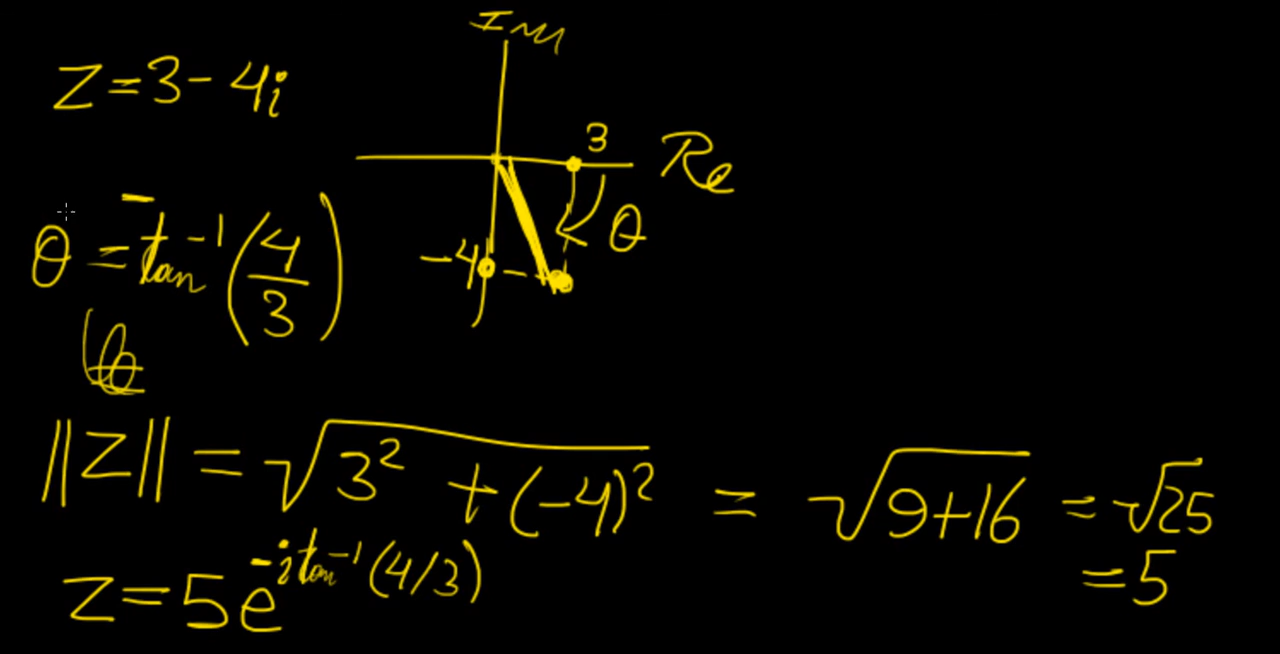 Im
z = 3 - 4i
3
Re
θ = -tan⁻¹(4/3)
-4
θ
||z|| = √(3² + (-4)²) = √(9+16) = √25
= 5
z = 5e^(-i tan⁻¹(4/3))